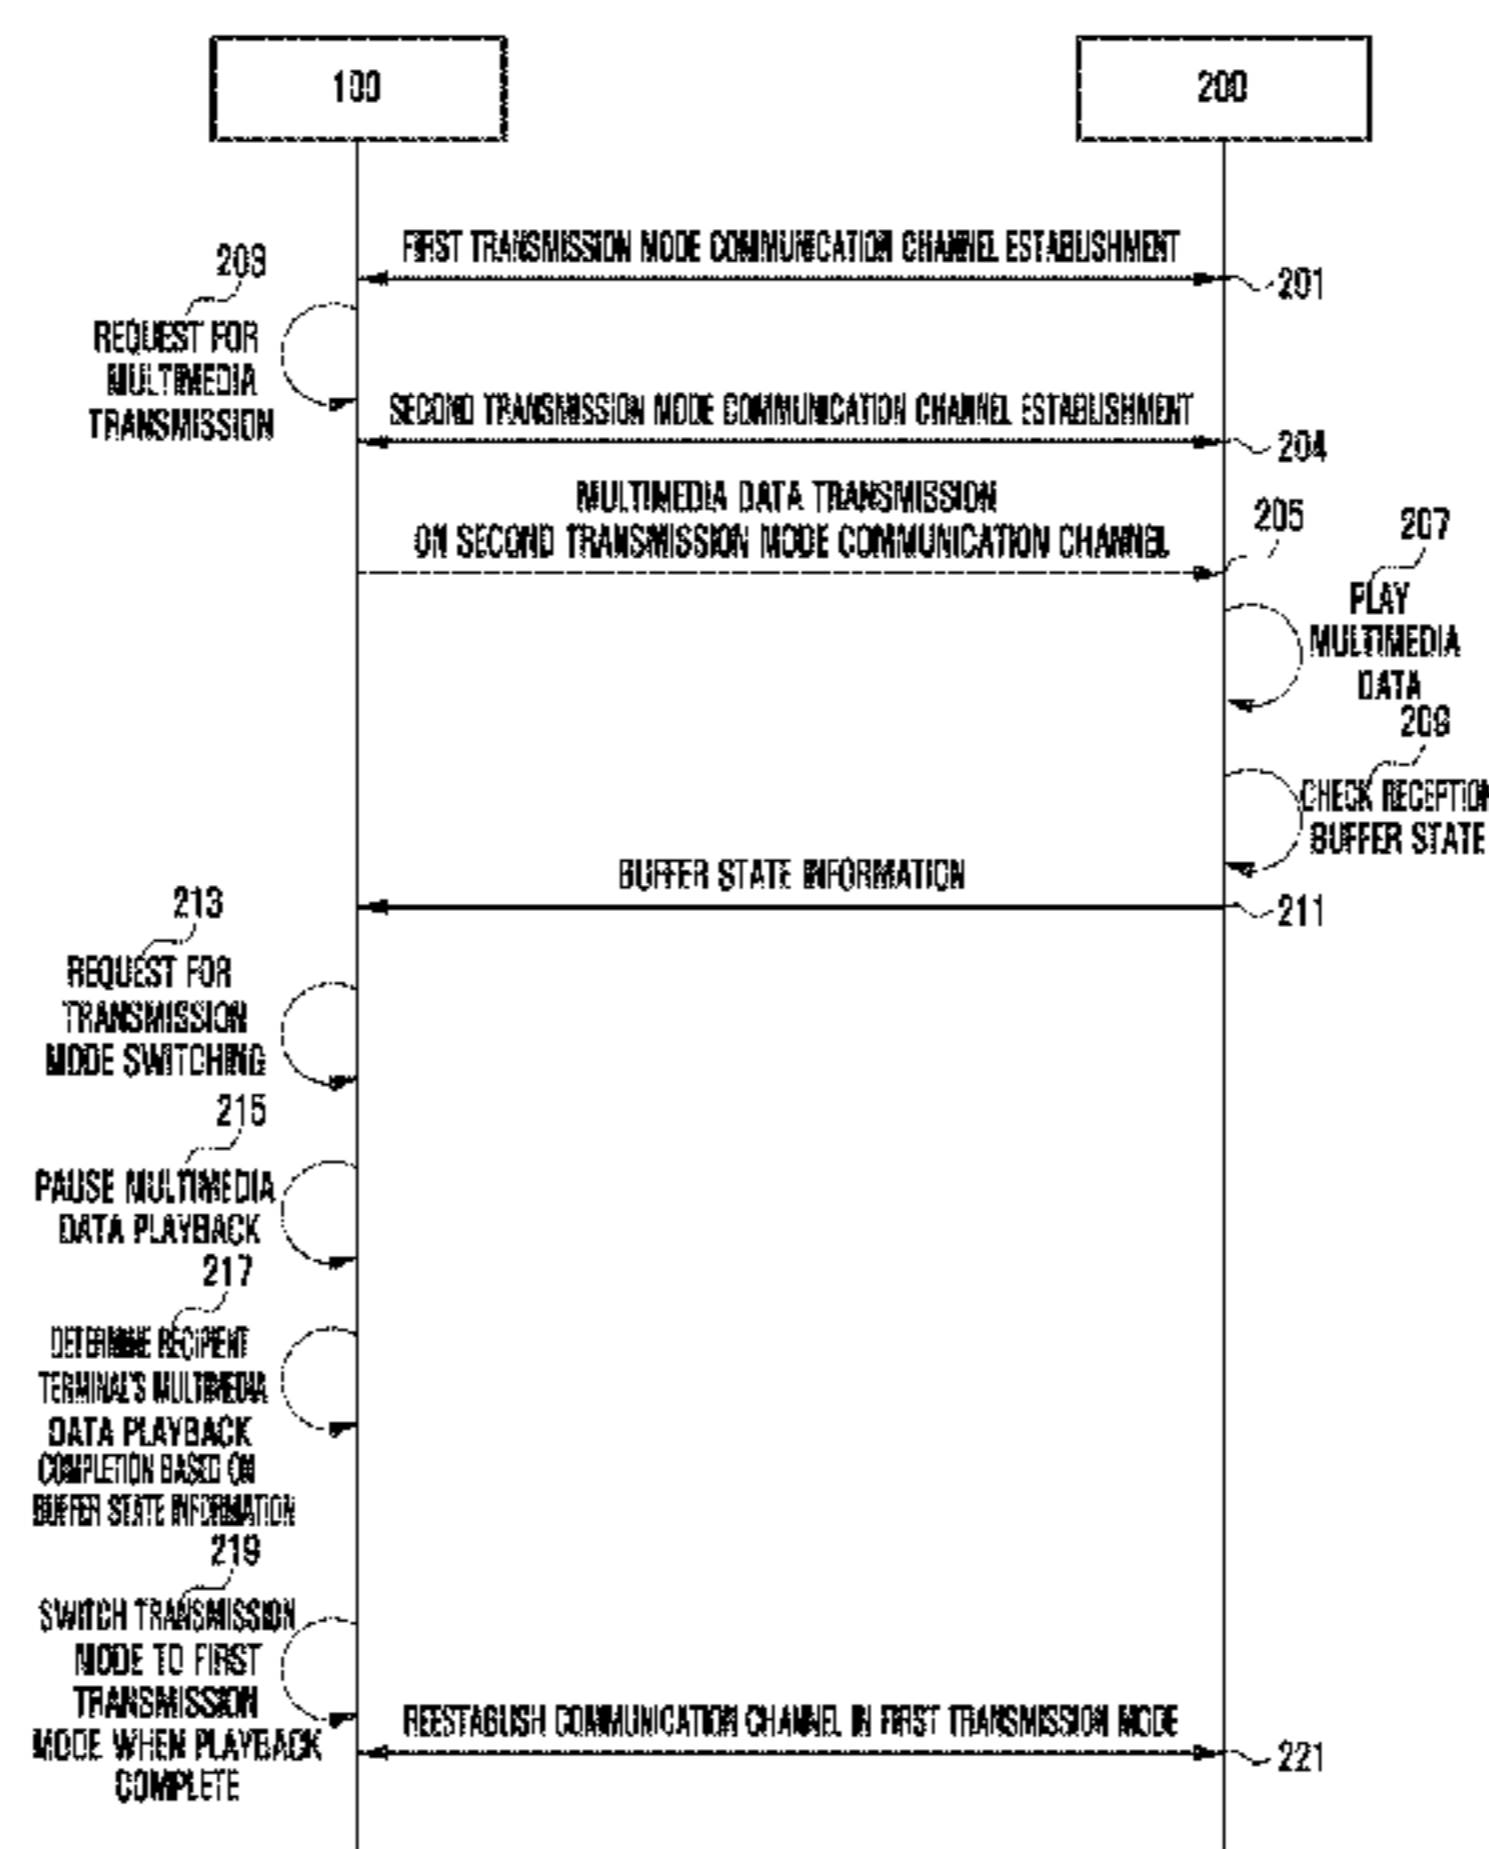 100
200
FIRST TRANSMISSION MODE COMMUNICATION CHANNEL ESTABLISHMENT
201
203
REQUEST FOR
MULTIMEDIA
TRANSMISSION
SECOND TRANSMISSION MODE COMMUNICATION CHANNEL ESTABLISHMENT
204
MULTIMEDIA DATA TRANSMISSION
ON SECOND TRANSMISSION MODE COMMUNICATION CHANNEL
205
207
PLAY
MULTIMEDIA
DATA
209
CHECK RECEPTION
BUFFER STATE
BUFFER STATE INFORMATION
211
213
REQUEST FOR
TRANSMISSION
MODE SWITCHING
215
PAUSE MULTIMEDIA
DATA PLAYBACK
217
DETERMINE RECIPIENT
TERMINAL'S MULTIMEDIA
DATA PLAYBACK
COMPLETION BASED ON
BUFFER STATE INFORMATION
219
SWITCH TRANSMISSION
MODE TO FIRST
TRANSMISSION
MODE WHEN PLAYBACK
COMPLETE
REESTABLISH COMMUNICATION CHANNEL IN FIRST TRANSMISSION MODE
221